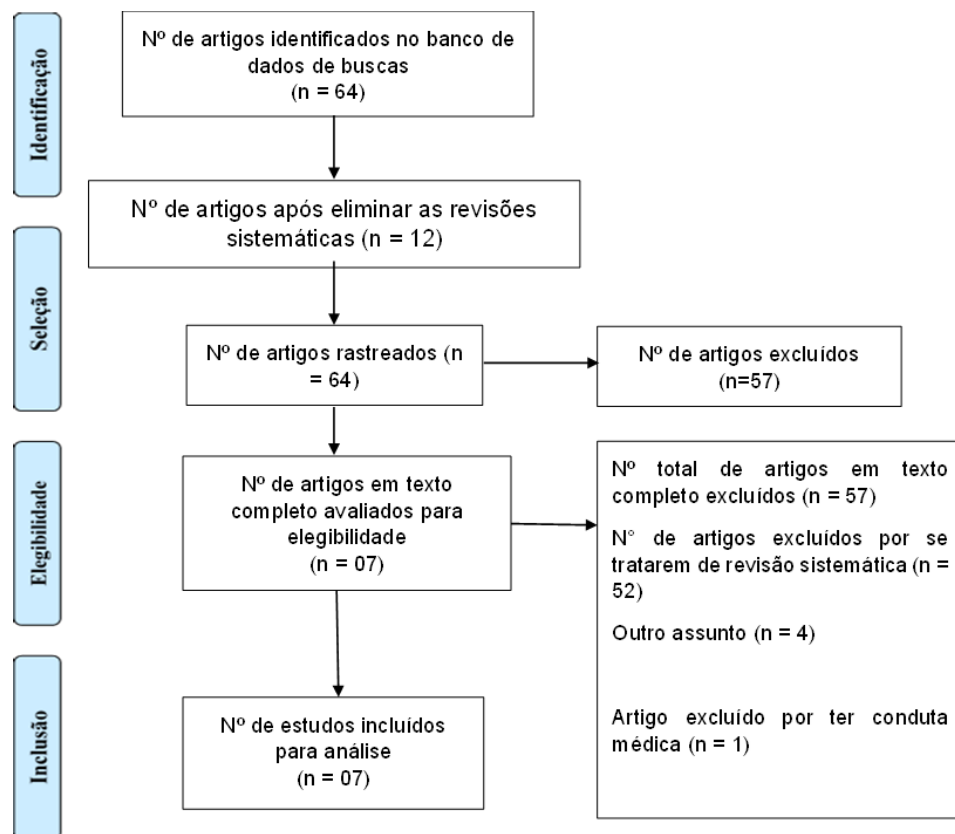 Identificação
Nº de artigos identificados no banco de
dados de buscas
(n = 64)
Nº de artigos após eliminar as revisões
sistemáticas (n = 12)
Seleção
Nº de artigos rastreados (n
= 64)
Nº de artigos excluídos
(n=57)
Elegibilidade
Nº de artigos em texto
completo avaliados para
elegibilidade
(n = 07)
Nº total de artigos em texto
completo excluídos (n = 57)
N° de artigos excluídos por se
tratarem de revisão sistemática (n =
52)
Outro assunto (n = 4)
Artigo excluído por ter conduta
médica (n = 1)
Inclusão
Nº de estudos incluídos
para análise
(n = 07)